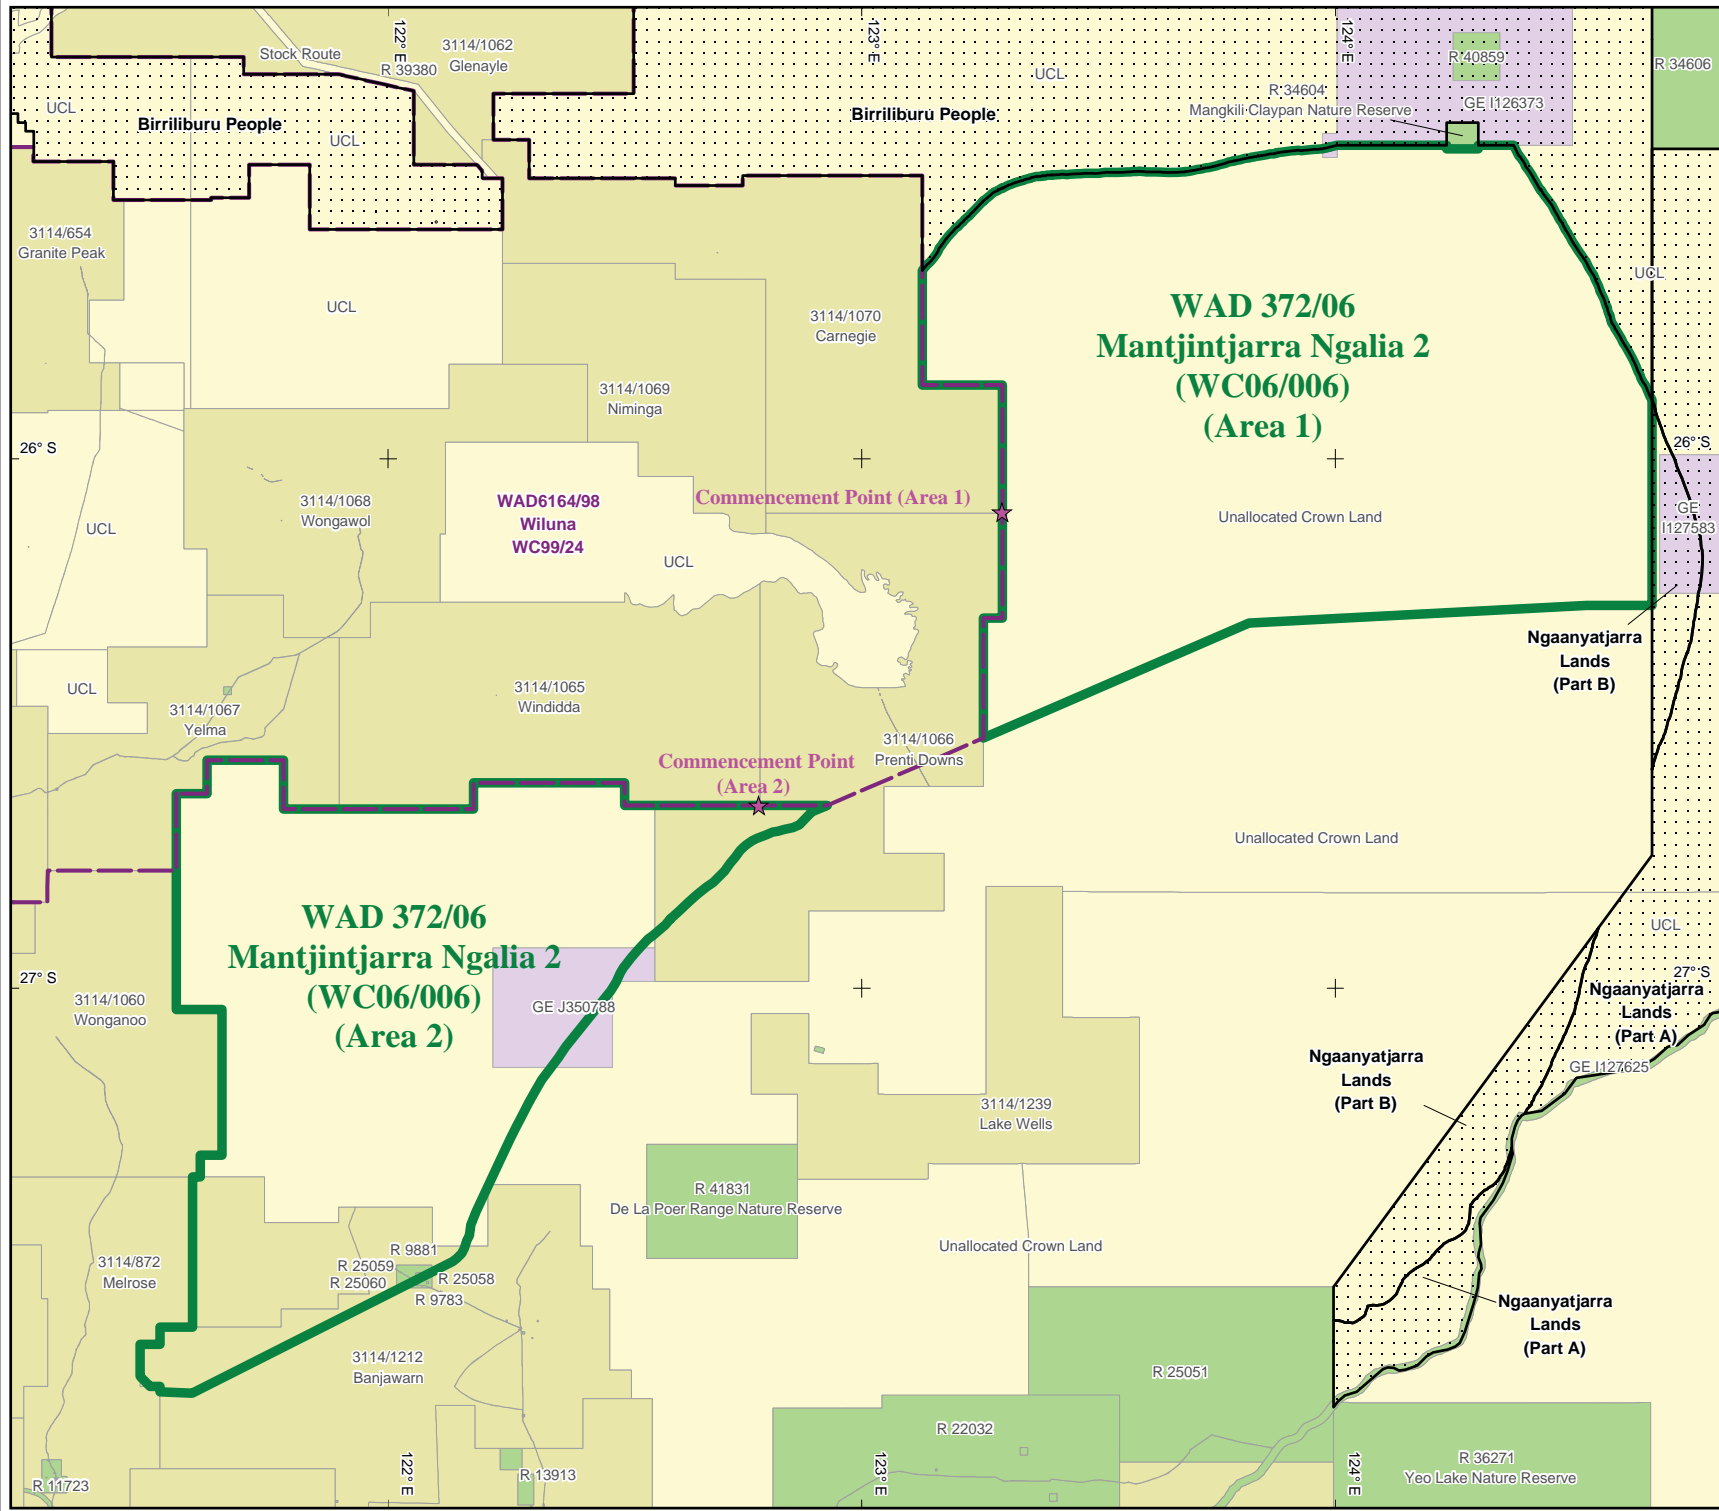 Stock Route
122° E
R 39380
3114/1062
Glenayle
123° E
UCL
124° E
R 40859
R 34606
R 34604
Mangkili Claypan Nature Reserve
GE I126373
UCL
Birriliburu People
UCL
Birriliburu People
3114/654
Granite Peak
UCL
UCL
3114/1070
Carnegie
WAD 372/06
Mantjintjarra Ngalia 2
(WC06/006)
(Area 1)
3114/1069
Niminga
26° S
26° S
3114/1068
Wongawol
WAD6164/98
Wiluna
WC99/24
Commencement Point (Area 1)
Unallocated Crown Land
GE
I127583
UCL
UCL
Ngaanyatjarra
Lands
(Part B)
UCL
3114/1065
Windidda
3114/1067
Yelma
3114/1066
Prenti Downs
Commencement Point
(Area 2)
Unallocated Crown Land
WAD 372/06
Mantjintjarra Ngalia 2
(WC06/006)
(Area 2)
UCL
27° S
27° S
3114/1060
Wonganoo
GE J350788
Ngaanyatjarra
Lands
(Part A)
Ngaanyatjarra
Lands
(Part B)
GE I127625
3114/1239
Lake Wells
R 41831
De La Poer Range Nature Reserve
Unallocated Crown Land
3114/872
Melrose
R 9881
R 25059
R 25060
R 25058
R 9783
Ngaanyatjarra
Lands
(Part A)
3114/1212
Banjawarn
R 25051
R 22032
R 36271
Yeo Lake Nature Reserve
R 11723
122° E
R 13913
123° E
124° E